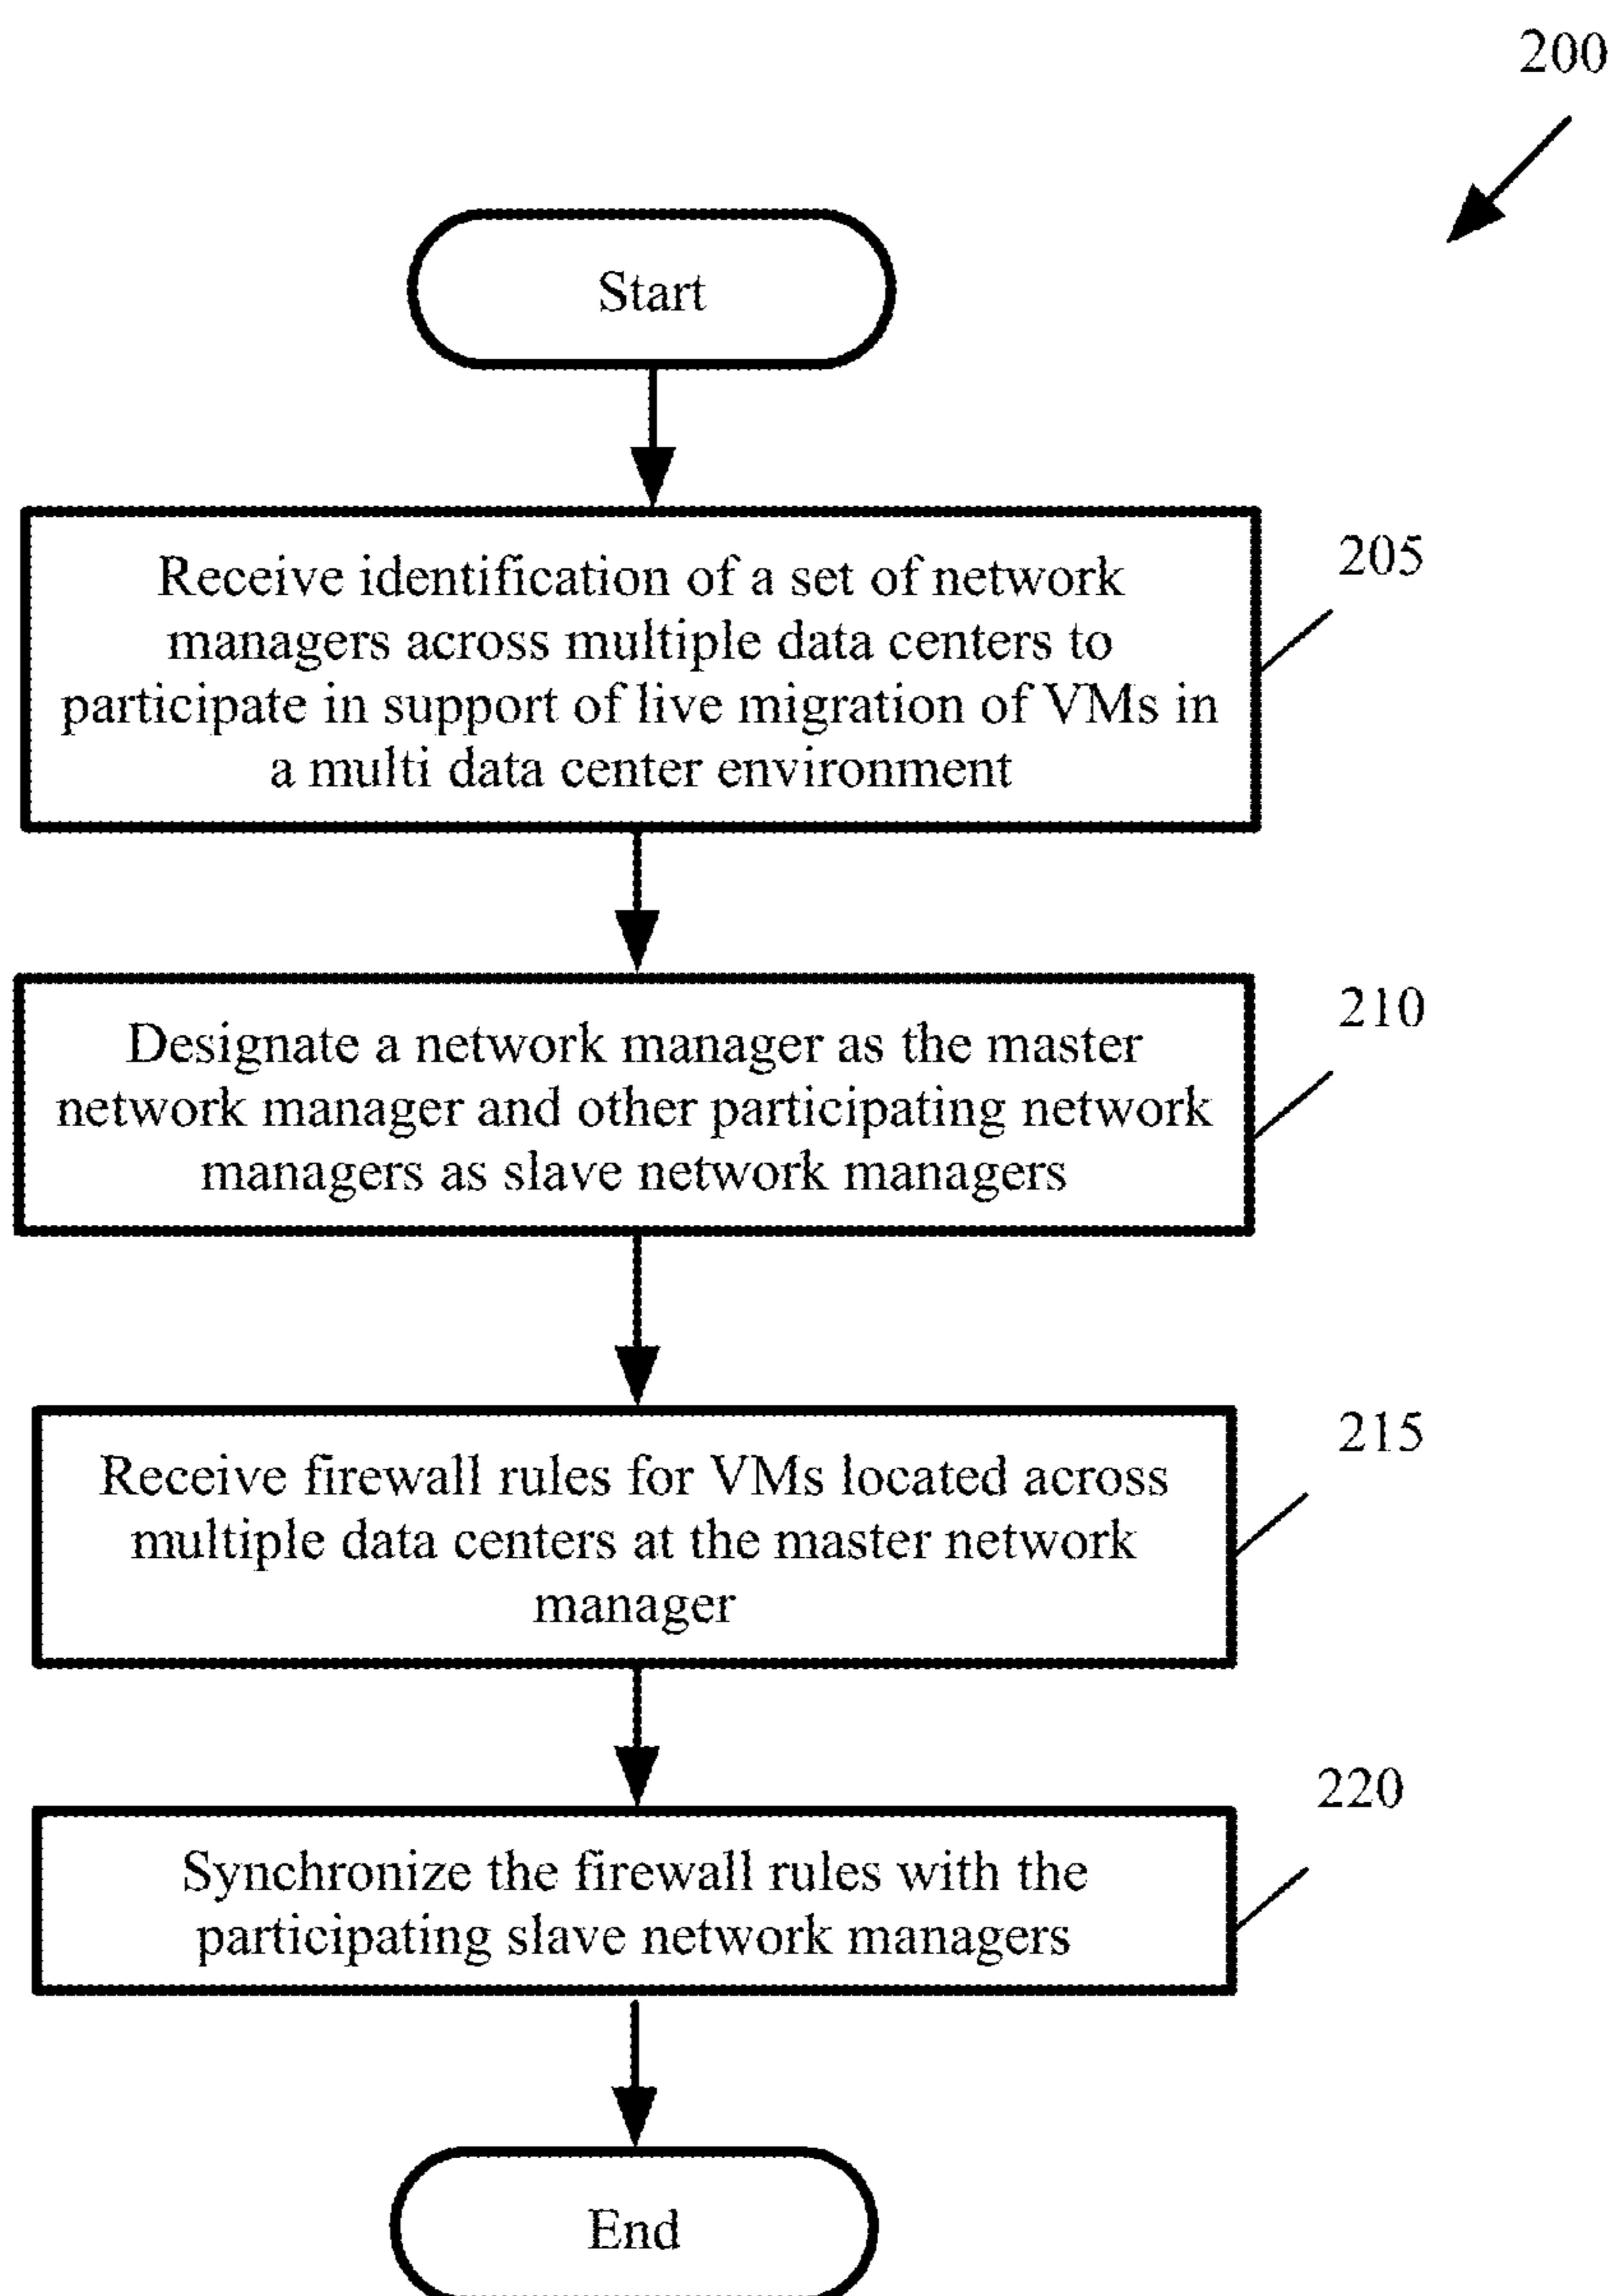 200
Start
Receive identification of a set of network
managers across multiple data centers to
participate in support of live migration of VMs in
a multi data center environment
205
Designate a network manager as the master
network manager and other participating network
managers as slave network managers
210
Receive firewall rules for VMs located across
multiple data centers at the master network
manager
215
Synchronize the firewall rules with the
participating slave network managers
220
End